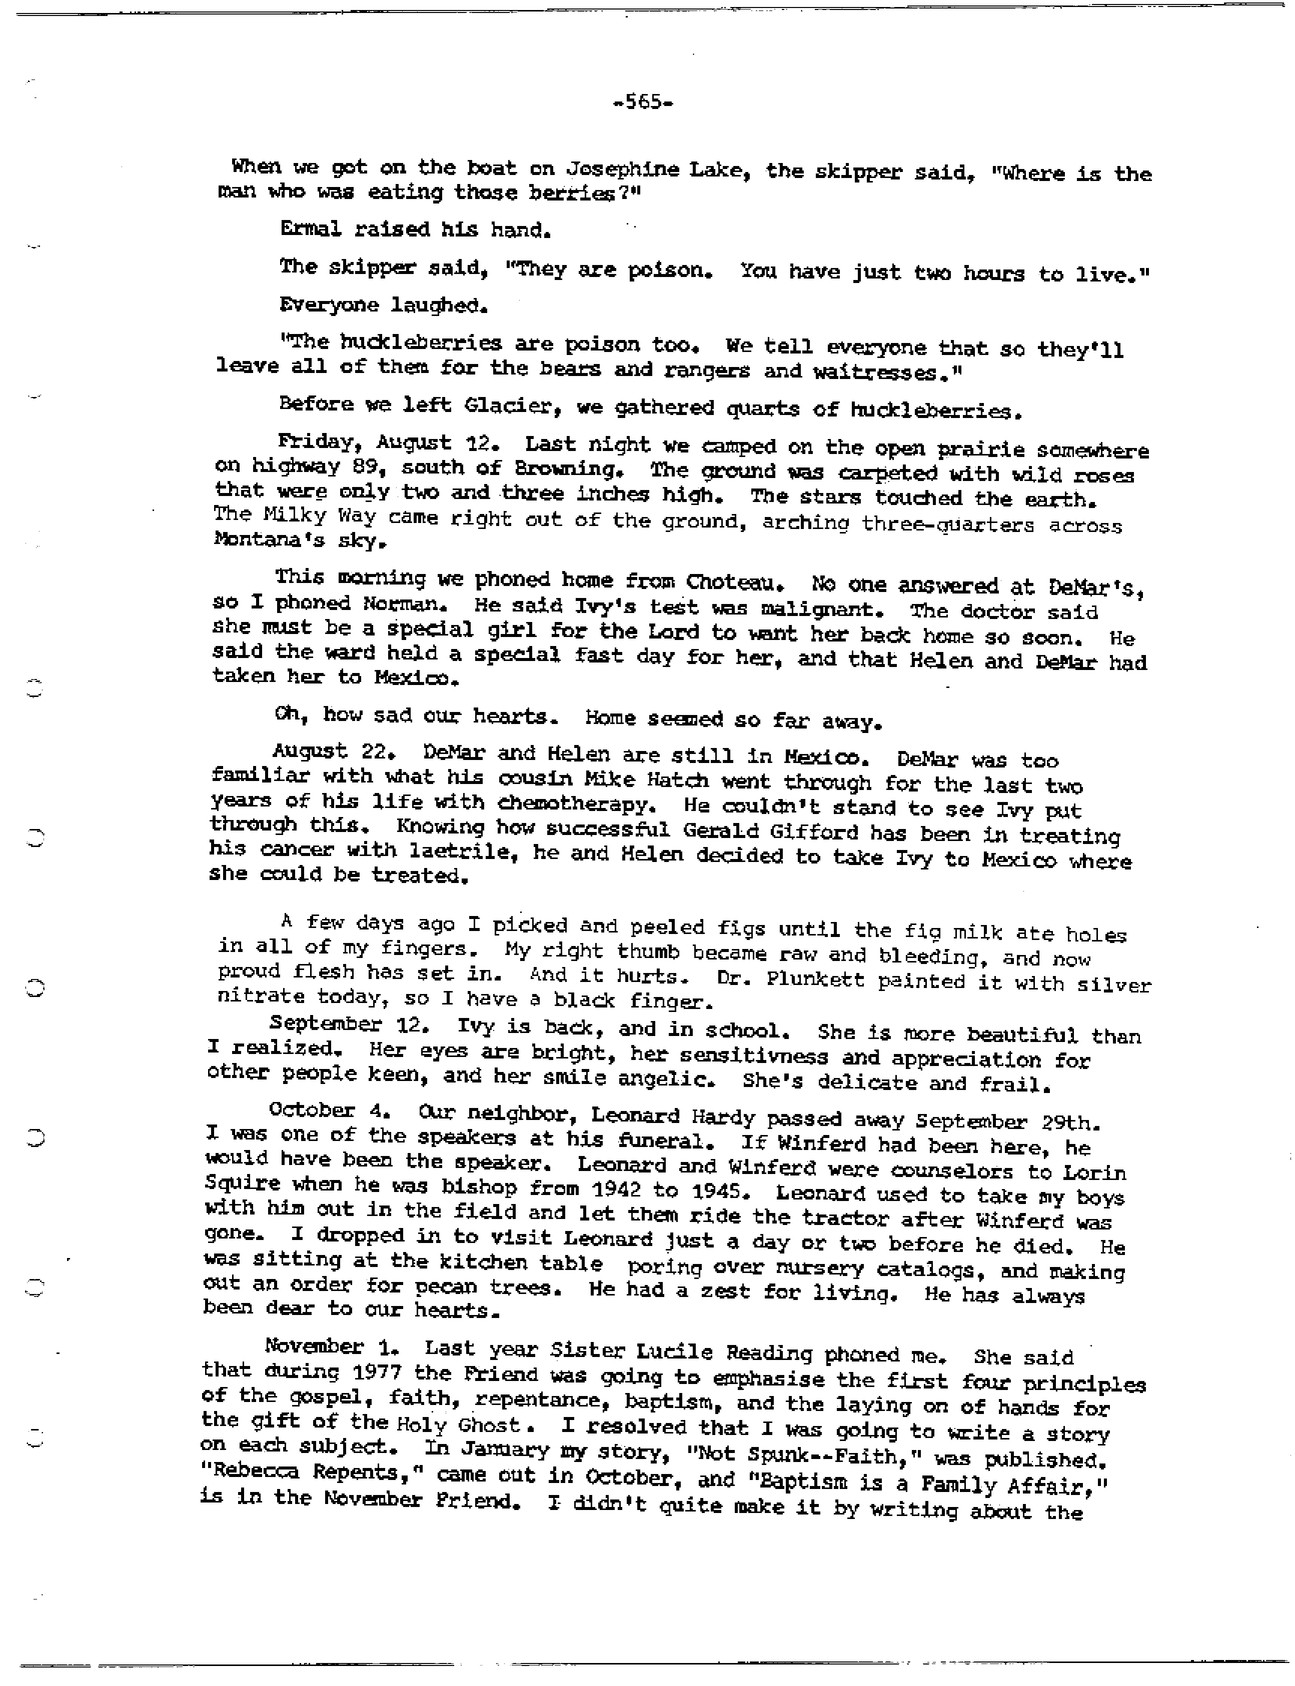 -565-
When we got on the boat on Josephine Lake, the skipper said, "Where is the
man who was eating those berries?"
Ermal raised his hand.
The skipper said, "They are poison. You have just two hours to live."
Everyone laughed.
"The huckleberries are poison too. We tell everyone that so they'll
leave all of them for the bears and rangers and waitresses."
Before we left Glacier, we gathered quarts of huckleberries.
Friday, August 12. Last night we camped on the open prairie somewhere
on highway 89, south of Browning. The ground was carpeted with wild roses
that were only two and three inches high. The stars touched the earth.
The Milky Way came right out of the ground, arching three-quarters across
Montana's sky.
This morning we phoned home from Choteau. No one answered at DeMar's,
so I phoned Norman. He said Ivy's test was malignant. The doctor said
she must be a special girl for the Lord to want her back home so soon. He
said the ward held a special fast day for her, and that Helen and DeMar had
taken her to Mexico.
Oh, how sad our hearts. Home seemed so far away.
August 22. DeMar and Helen are still in Mexico. DeMar was too
familiar with what his cousin Mike Hatch went through for the last two
years of his life with chemotherapy. He couldn't stand to see Ivy put
through this. Knowing how successful Gerald Gifford has been in treating
his cancer with laetrile, he and Helen decided to take Ivy to Mexico where
she could be treated.
A few days ago I picked and peeled figs until the fig milk ate holes
in all of my fingers. My right thumb became raw and bleeding, and now
proud flesh has set in. And it hurts. Dr. Plunkett painted it with silver
nitrate today, so I have a black finger.
September 12. Ivy is back, and in school. She is more beautiful than
I realized. Her eyes are bright, her sensitivness and appreciation for
other people keen, and her smile angelic. She's delicate and frail.
October 4. Our neighbor, Leonard Hardy passed away September 29th.
I was one of the speakers at his funeral. If Winferd had been here, he
would have been the speaker. Leonard and Winferd were counselors to Lorin
Squire when he was bishop from 1942 to 1945. Leonard used to take my boys
with him out in the field and let them ride the tractor after Winferd was
gone. I dropped in to visit Leonard just a day or two before he died. He
was sitting at the kitchen table poring over nursery catalogs, and making
out an order for pecan trees. He had a zest for living. He has always
been dear to our hearts.
November 1. Last year Sister Lucile Reading phoned me. She said
that during 1977 the Friend was going to emphasise the first four principles
of the gospel, faith, repentance, baptism, and the laying on of hands for
the gift of the Holy Ghost. I resolved that I was going to write a story
on each subject. In January my story, "Not Spunk--Faith," was published.
"Rebecca Repents," came out in October, and "Baptism is a Family Affair,"
is in the November Friend. I didn't quite make it by writing about the